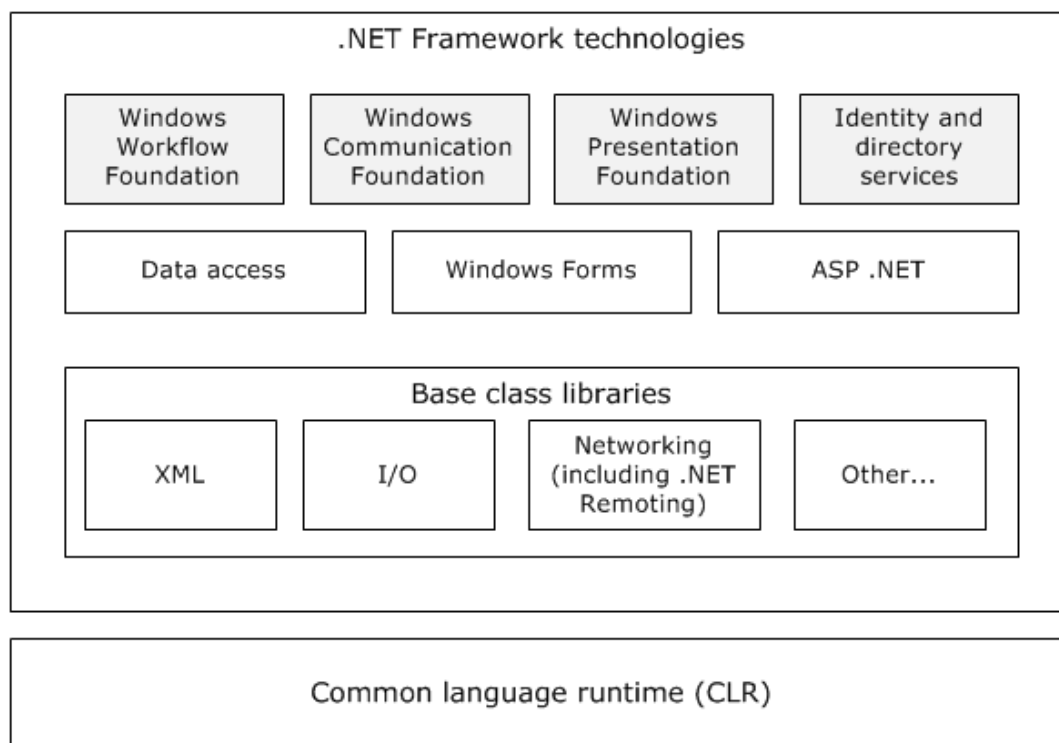 .NET Framework technologies
Windows
Workflow
Foundation
Windows
Communication
Foundation
Windows
Presentation
Foundation
Identity and
directory
services
Data access
Windows Forms
ASP .NET
Base class libraries
XML
I/O
Networking
(including .NET
Remoting)
Other...
Common language runtime (CLR)